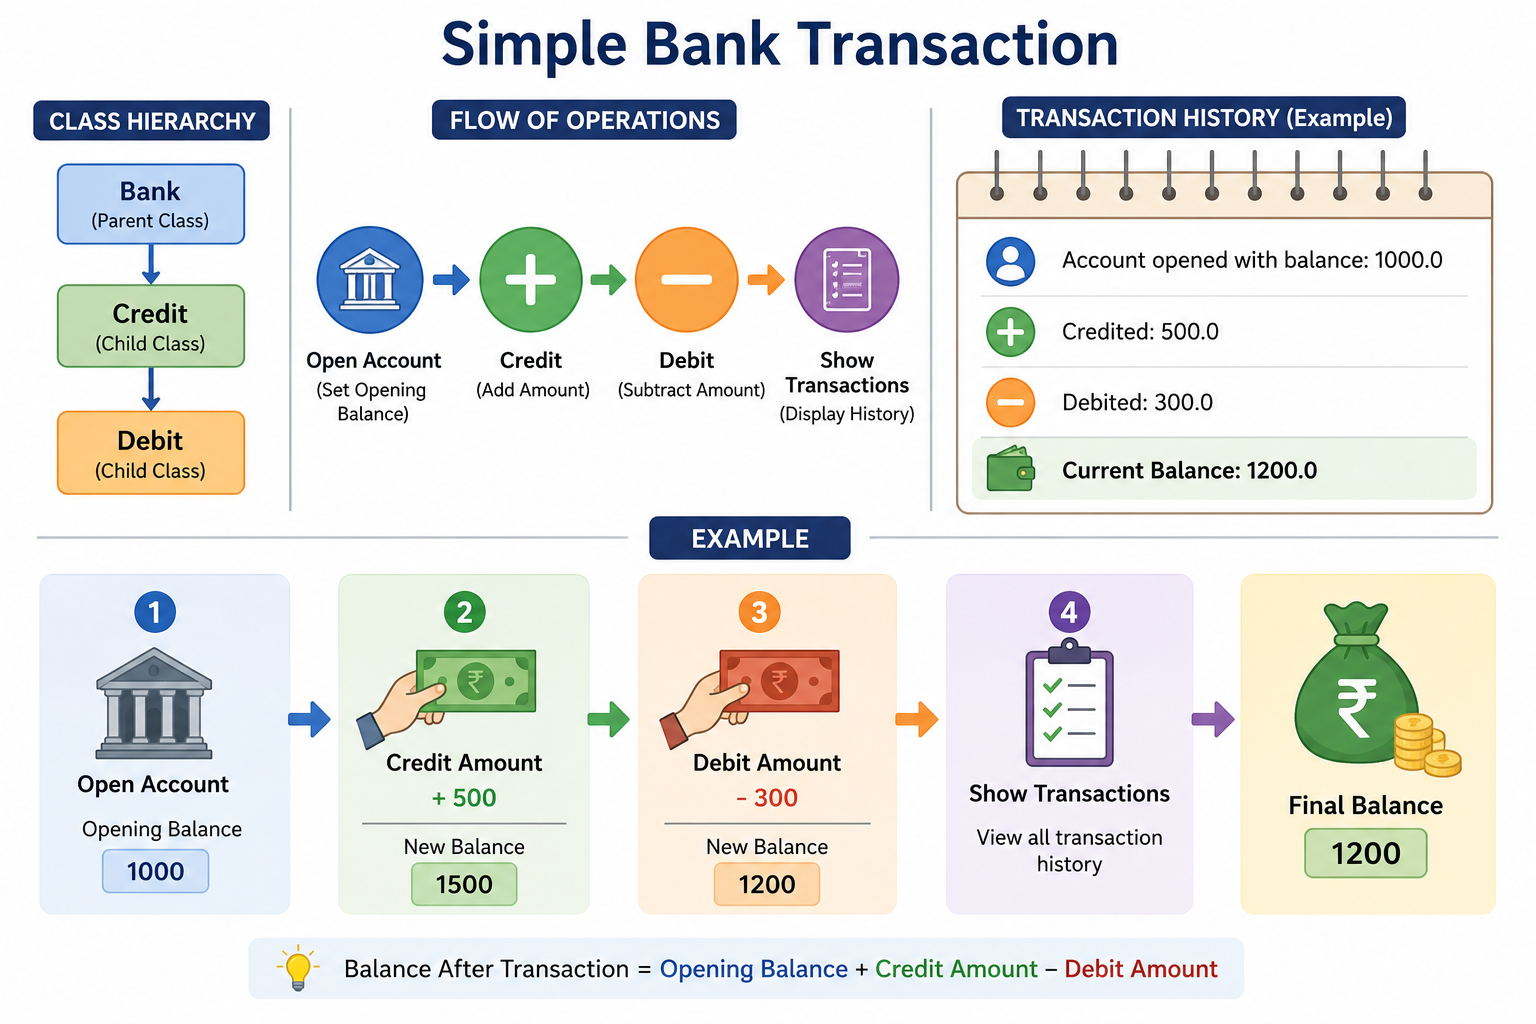 Simple Bank Transaction
CLASS HIERARCHY
Bank
(Parent Class)
Credit
(Child Class)
Debit
(Child Class)
FLOW OF OPERATIONS
Open Account
(Set Opening
Balance)
Credit
(Add Amount)
Debit
(Subtract Amount)
Show
Transactions
(Display History)
TRANSACTION HISTORY (Example)
Account opened with balance: 1000.0
Credited: 500.0
Debited: 300.0
Current Balance: 1200.0
EXAMPLE
1
Open Account
Opening Balance
1000
2
₹
Credit Amount
+ 500
New Balance
1500
3
₹
Debit Amount
- 300
New Balance
1200
4
Show Transactions
View all transaction
history
₹
Final Balance
1200
Balance After Transaction = Opening Balance + Credit Amount – Debit Amount